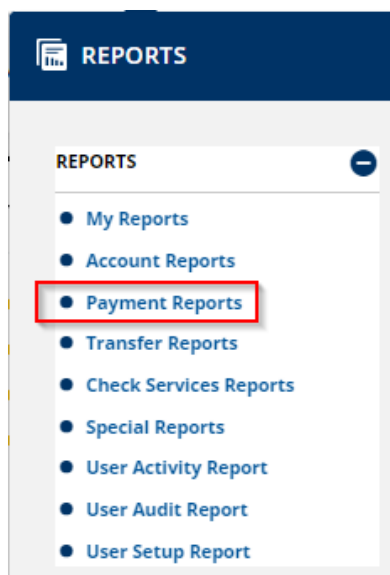 REPORTS
REPORTS
My Reports
Account Reports
Payment Reports
Transfer Reports
Check Services Reports
Special Reports
User Activity Report
User Audit Report
User Setup Report